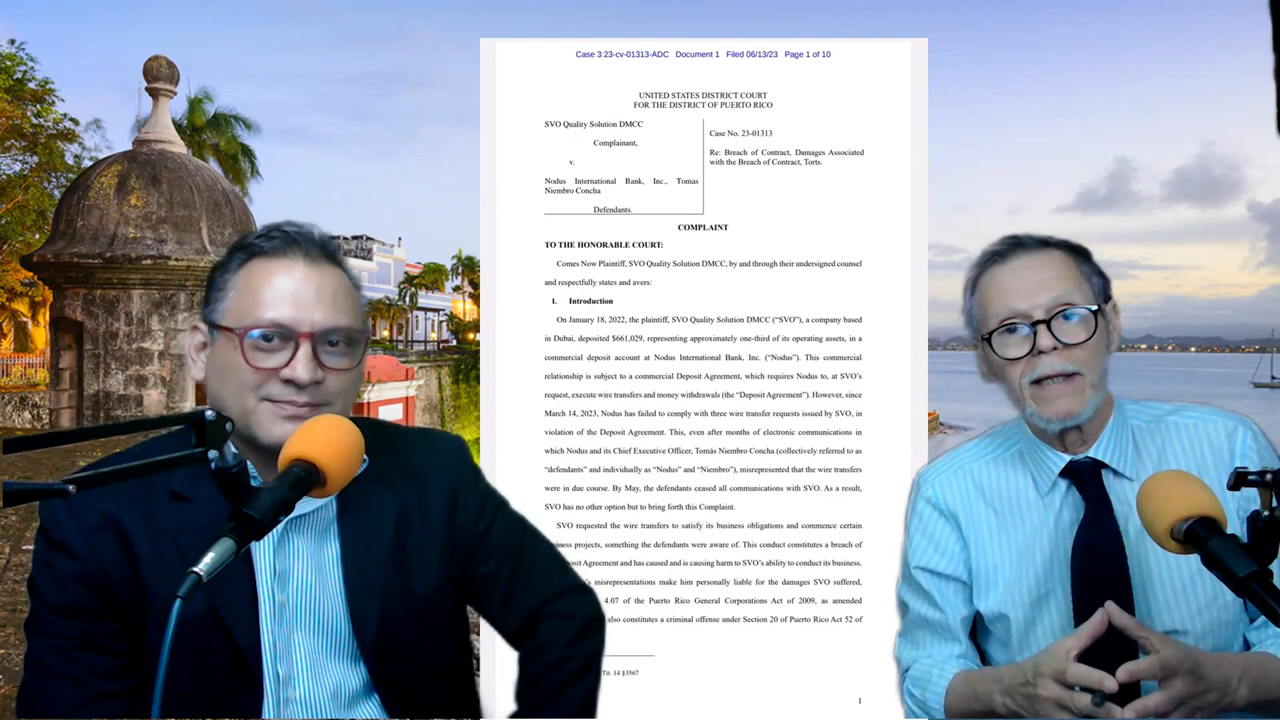 Case 3:23-cv-01313-ADC Document 1 Filed 06/13/23 Page 1 of 10
UNITED STATES DISTRICT COURT
FOR THE DISTRICT OF PUERTO RICO
SVO Quality Solution DMCC
Complainant,
v.
Nodus International Bank, Inc., Tomas
Niembro Concha
Defendants.
Case No. 23-01313
Re: Breach of Contract, Damages Associated
with the Breach of Contract, Torts.
COMPLAINT
TO THE HONORABLE COURT:
Comes Now Plaintiff, SVO Quality Solution DMCC, by and through their undersigned counsel
and respectfully states and avers:
I. Introduction
On January 18, 2022, the plaintiff, SVO Quality Solution DMCC (“SVO”), a company based
in Dubai, deposited $661,029, representing approximately one-third of its operating assets, in a
commercial deposit account at Nodus International Bank, Inc. (“Nodus”). This commercial
relationship is subject to a commercial Deposit Agreement, which requires Nodus to, at SVO’s
request, execute wire transfers and money withdrawals (the “Deposit Agreement”). However, since
March 14, 2023, Nodus has failed to comply with three wire transfer requests issued by SVO, in
violation of the Deposit Agreement. This, even after months of electronic communications in
which Nodus and its Chief Executive Officer, Tomás Niembro Concha (collectively referred to as
“defendants” and individually as “Nodus” and “Niembro”), misrepresented that the wire transfers
were in due course. By May, the defendants ceased all communications with SVO. As a result,
SVO has no other option but to bring forth this Complaint.
SVO requested the wire transfers to satisfy its business obligations and commence certain
projects, something the defendants were aware of. This conduct constitutes a breach of
Agreement and has caused and is causing harm to SVO’s ability to conduct its business.
misrepresentations make him personally liable for the damages SVO suffered,
4.07 of the Puerto Rico General Corporations Act of 2009, as amended
also constitutes a criminal offense under Section 20 of Puerto Rico Act 52 of
Tit. 14 §3567
1